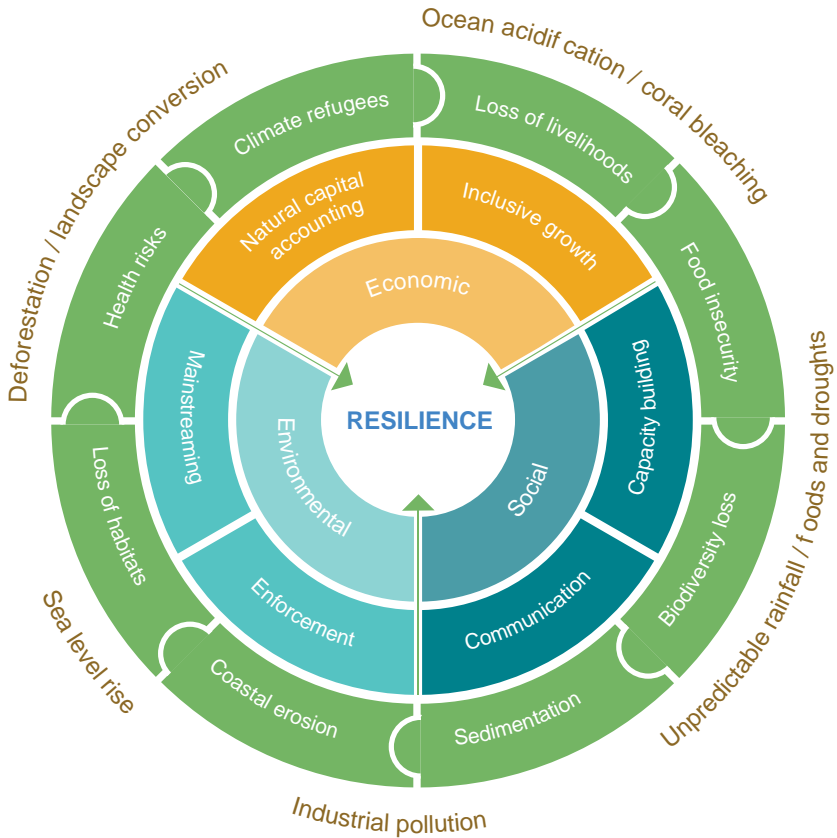 Ocean acidif cation / coral bleaching
Unpredictable rainfall / f oods and droughts
Industrial pollution
Sea level rise
Deforestation / landscape conversion
Climate refugees
Loss of livelihoods
Food insecurity
Biodiversity loss
Sedimentation
Coastal erosion
Loss of habitats
Health risks
Natural capital
accounting
Inclusive growth
Capacity building
Communication
Enforcement
Mainstreaming
Economic
Social
Environmental
RESILIENCE